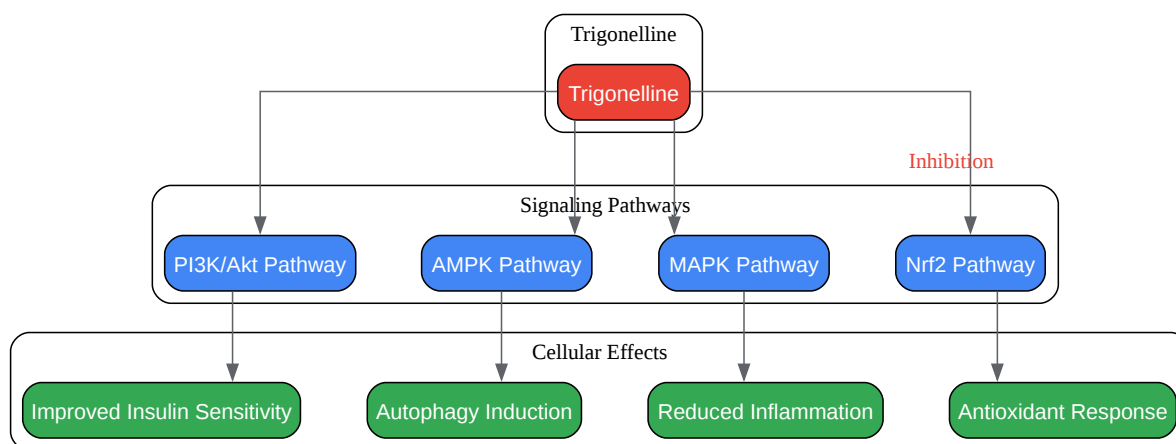 Trigonelline
Trigonelline
Inhibition
Signaling Pathways
PI3K/Akt Pathway
AMPK Pathway
MAPK Pathway
Nrf2 Pathway
Cellular Effects
Improved Insulin Sensitivity
Autophagy Induction
Reduced Inflammation
Antioxidant Response